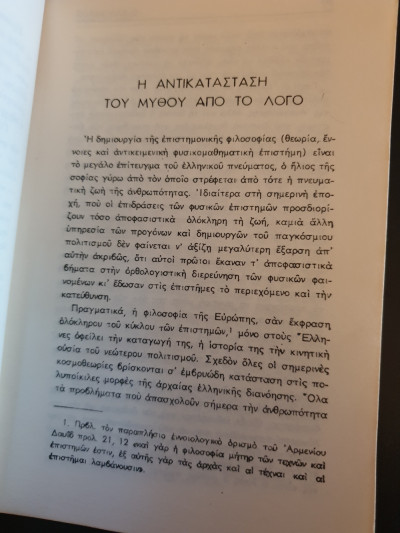 Η ΑΝΤΙΚΑΤΑΣΤΑΣΗ
ΤΟΥ ΜΥΘΟΥ ΑΠΟ ΤΟ ΛΟΓΟ
Ἡ δημιουργία τῆς ἐπιστημονικῆς φιλοσοφίας (θεωρία, ἔν-
νοιες καὶ ἀντικειμενικὴ φυσικομαθηματικὴ ἐπιστήμη) εἶναι
τὸ μεγάλο ἐπίτευγμα τοῦ ἑλληνικοῦ πνεύματος, ὁ ἥλιος τῆς
σοφίας γύρω ἀπὸ τὸν ὁποῖο στρέφεται ἀπὸ τότε ἡ πνευμα-
τικὴ ζωὴ τῆς ἀνθρωπότητας. Ἰδιαίτερα στὴ σημερινὴ ἐπο-
χή, ποὺ οἱ ἐπιδράσεις τῶν φυσικῶν ἐπιστημῶν προσδιορί-
ζουν τόσο ἀποφασιστικὰ ὁλόκληρη τὴ ζωή, καμιὰ ἄλλη
ὑπηρεσία τῶν προγόνων καὶ δημιουργῶν τοῦ παγκόσμιου
πολιτισμοῦ δὲν φαίνεται ν' ἀξίζη μεγαλύτερη ἔξαρση ἀπ'
αὐτὴν ἀκριβῶς, ὅτι αὐτοὶ πρῶτοι ἔκαναν τ' ἀποφασιστικὰ
βήματα στὴν ὀρθολογιστικὴ διερεύνηση τῶν φυσικῶν φαι-
νομένων κι' ἔδωσαν στὶς ἐπιστῆμες τὸ περιεχόμενο καὶ τὴν
κατεύθυνση.
Πραγματικά, ἡ φιλοσοφία τῆς Εὐρώπης, σὰν ἔκφραση
ὁλόκληρου τοῦ κύκλου τῶν ἐπιστημῶν,¹ μόνο στοὺς Ἕλλη-
νες ὀφείλει τὴν καταγωγή της, ἡ ἱστορία της τὴν κινητικὴ
οὐσία τοῦ νεώτερου πολιτισμοῦ. Σχεδὸν ὅλες οἱ σημερινὲς
κοσμοθεωρίες βρίσκονται σ' ἐμβρυώδη κατάσταση στὶς πο-
λυποίκιλες μορφὲς τῆς ἀρχαίας ἑλληνικῆς διανόησης. Ὅλα
τὰ προβλήματα ποὺ ἀπασχολοῦν σήμερα τὴν ἀνθρωπότητα
1. Πρβλ. τὸν παραπλήσιο ἐννοιολογικὸ ὁρισμὸ τοῦ Ἀρμενίου
Δαυῒδ προλ. 21, 12 «καὶ γὰρ ἡ φιλοσοφία μήτηρ τῶν τεχνῶν καὶ
ἐπιστημῶν ἐστιν, ἐξ αὐτῆς γὰρ τὰς ἀρχὰς καὶ αἱ τέχναι καὶ αἱ
ἐπιστῆμαι λαμβάνουσιν».